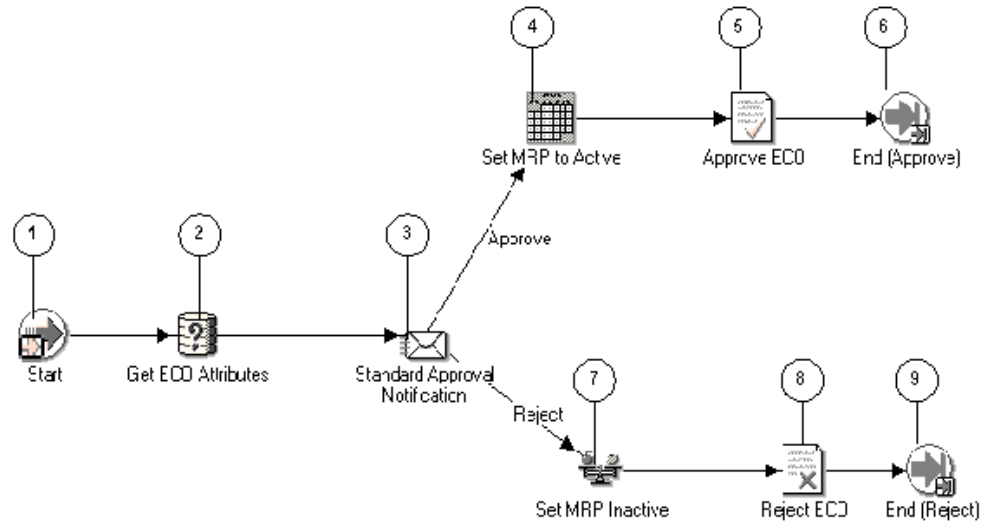 4
5
6
Set MRP to Active
Approve ECO
End (Approve)
1
2
3
Approve
Start
Get ECO Attributes
Standard Approval
Notification
Reject
7
8
9
Set MRP Inactive
Reject ECO
End (Reject)